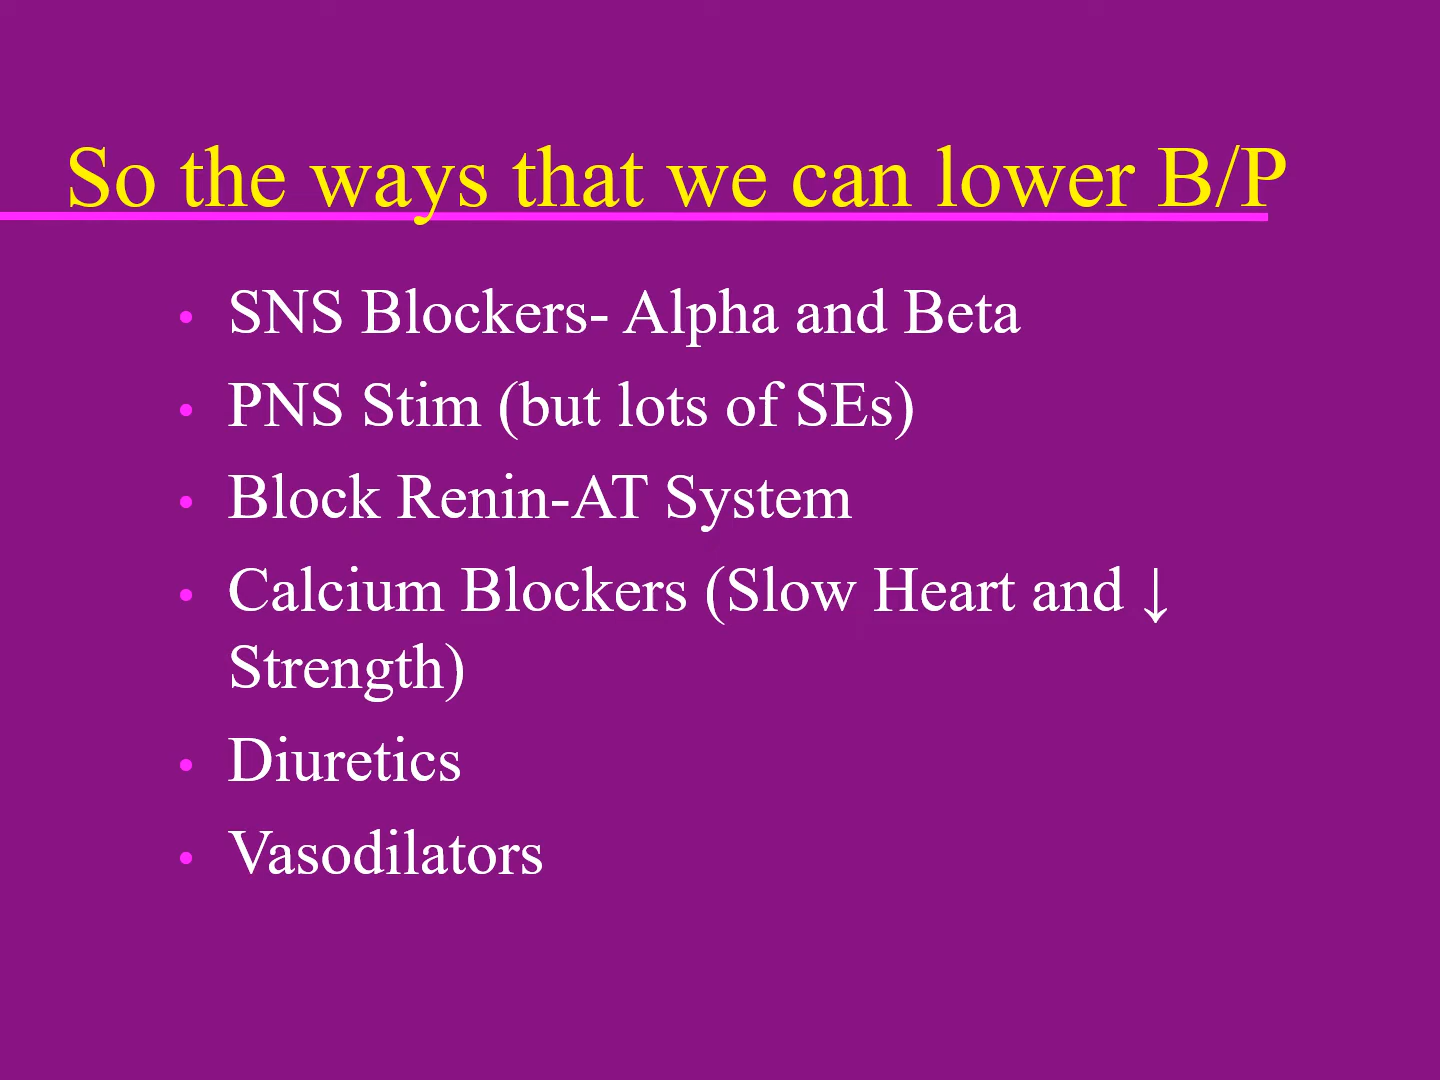 So the ways that we can lower B/P
• SNS Blockers- Alpha and Beta
• PNS Stim (but lots of SEs)
• Block Renin-AT System
• Calcium Blockers (Slow Heart and ↓
Strength)
• Diuretics
• Vasodilators